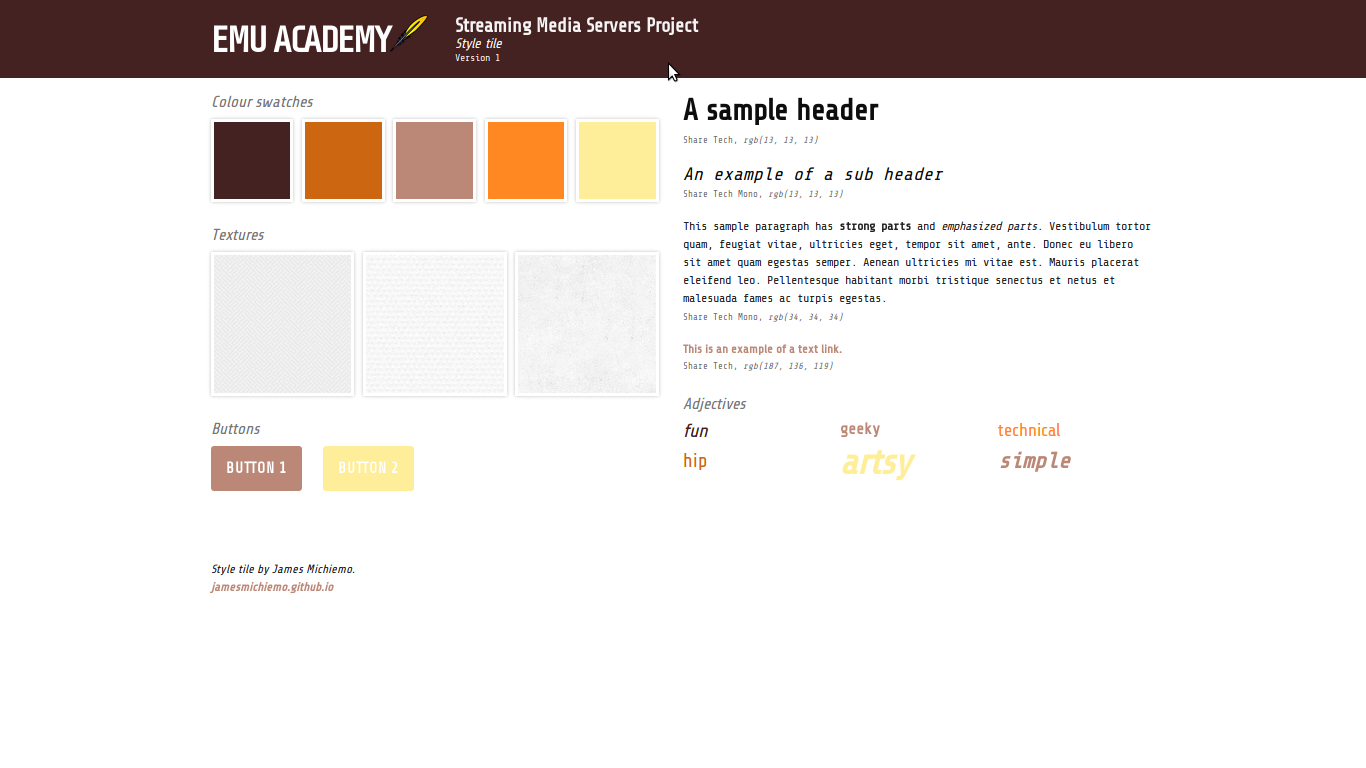 EMU ACADEMY
Streaming Media Servers Project
Style tile
Version 1
Colour swatches
Textures
Buttons
BUTTON 1
BUTTON 2
Style tile by James Michiemo.
jamesmichiemo.github.io
A sample header
Share Tech, rgb(13, 13, 13)
An example of a sub header
Share Tech Mono, rgb(13, 13, 13)
This sample paragraph has strong parts and emphasized parts. Vestibulum tortor
quam, feugiat vitae, ultricies eget, tempor sit amet, ante. Donec eu libero
sit amet quam egestas semper. Aenean ultricies mi vitae est. Mauris placerat
eleifend leo. Pellentesque habitant morbi tristique senectus et netus et
malesuada fames ac turpis egestas.
Share Tech Mono, rgb(34, 34, 34)
This is an example of a text link.
Share Tech, rgb(187, 136, 119)
Adjectives
fun geeky technical
hip artsy simple